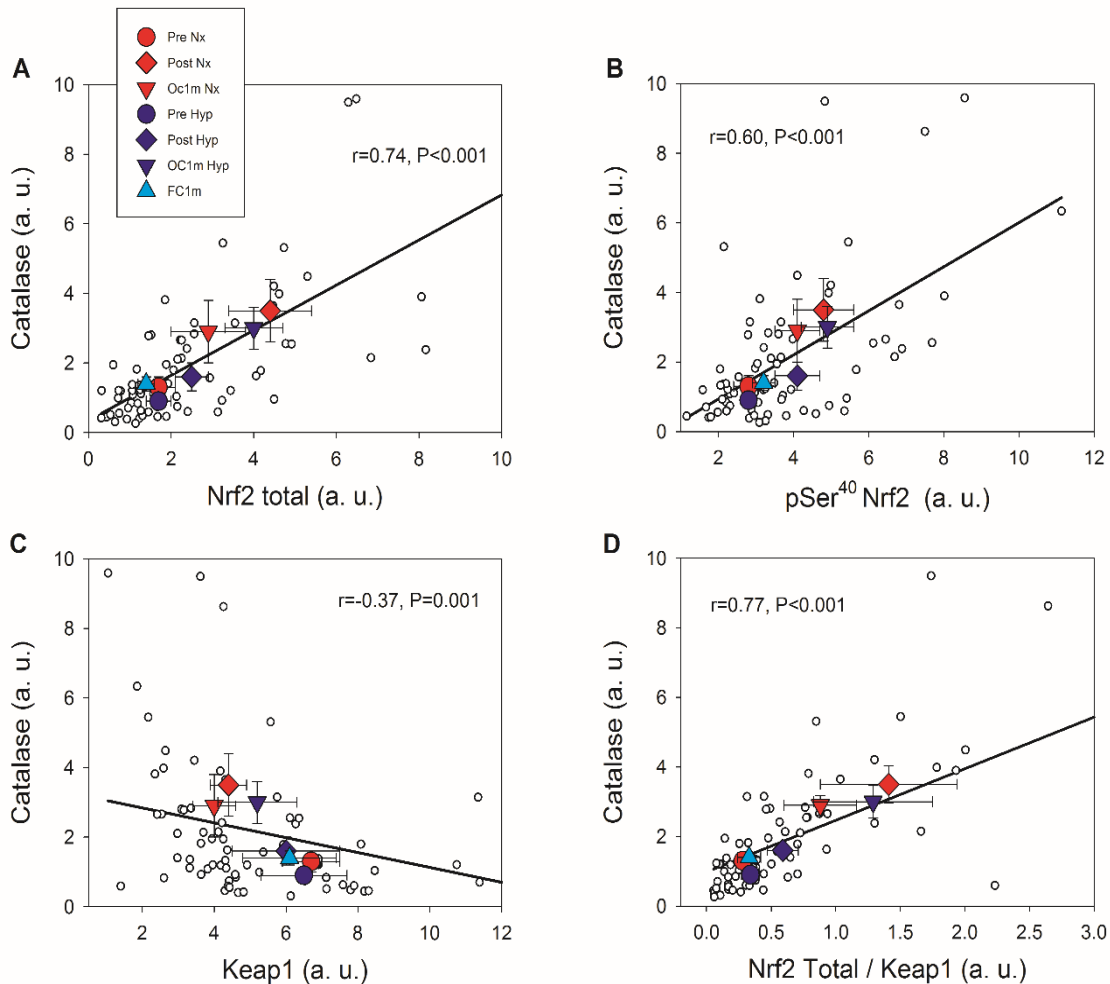 Pre Nx
Post Nx
Oc1m Nx
Pre Hyp
Post Hyp
OC1m Hyp
FC1m
A
10
8
6
4
2
0
Catalase (a. u.)
r=0.74, P<0.001
0 2 4 6 8 10
Nrf2 total (a. u.)
B
10
8
6
4
2
0
Catalase (a. u.)
r=0.60, P<0.001
2 4 6 8 10 12
pSer⁴⁰ Nrf2 (a. u.)
C
10
8
6
4
2
0
Catalase (a. u.)
r=-0.37, P=0.001
2 4 6 8 10 12
Keap1 (a. u.)
D
10
8
6
4
2
0
Catalase (a. u.)
r=0.77, P<0.001
0.0 0.5 1.0 1.5 2.0 2.5 3.0
Nrf2 Total / Keap1 (a. u.)